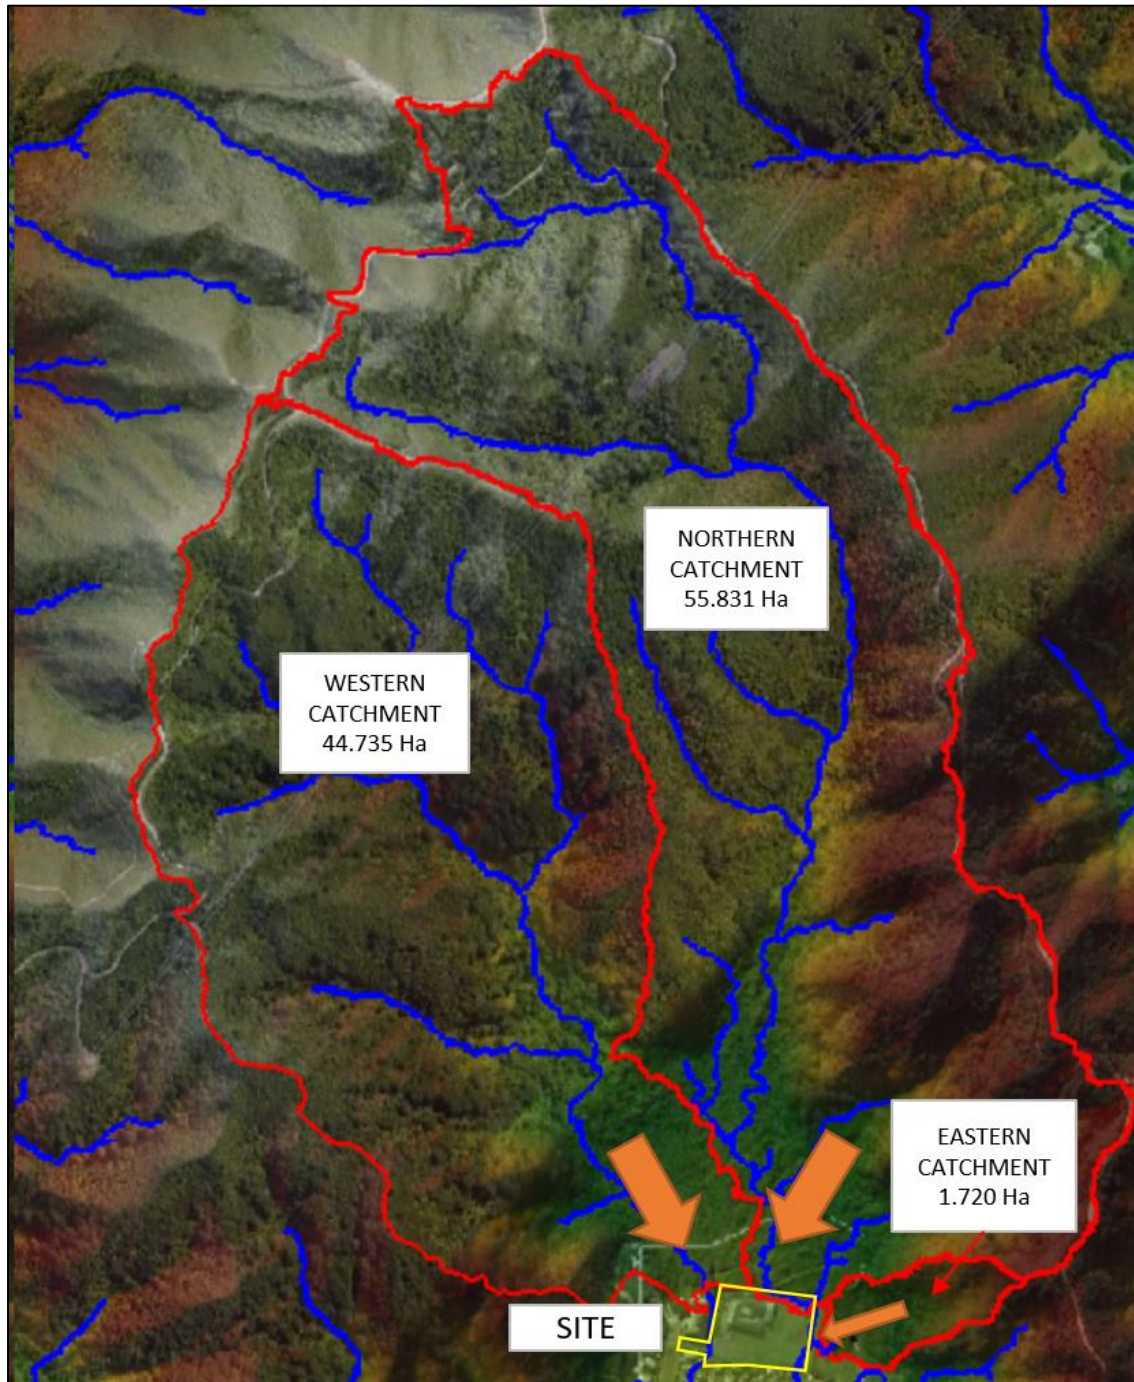 NORTHERN
CATCHMENT
55.831 Ha
WESTERN
CATCHMENT
44.735 Ha
EASTERN
CATCHMENT
1.720 Ha
SITE